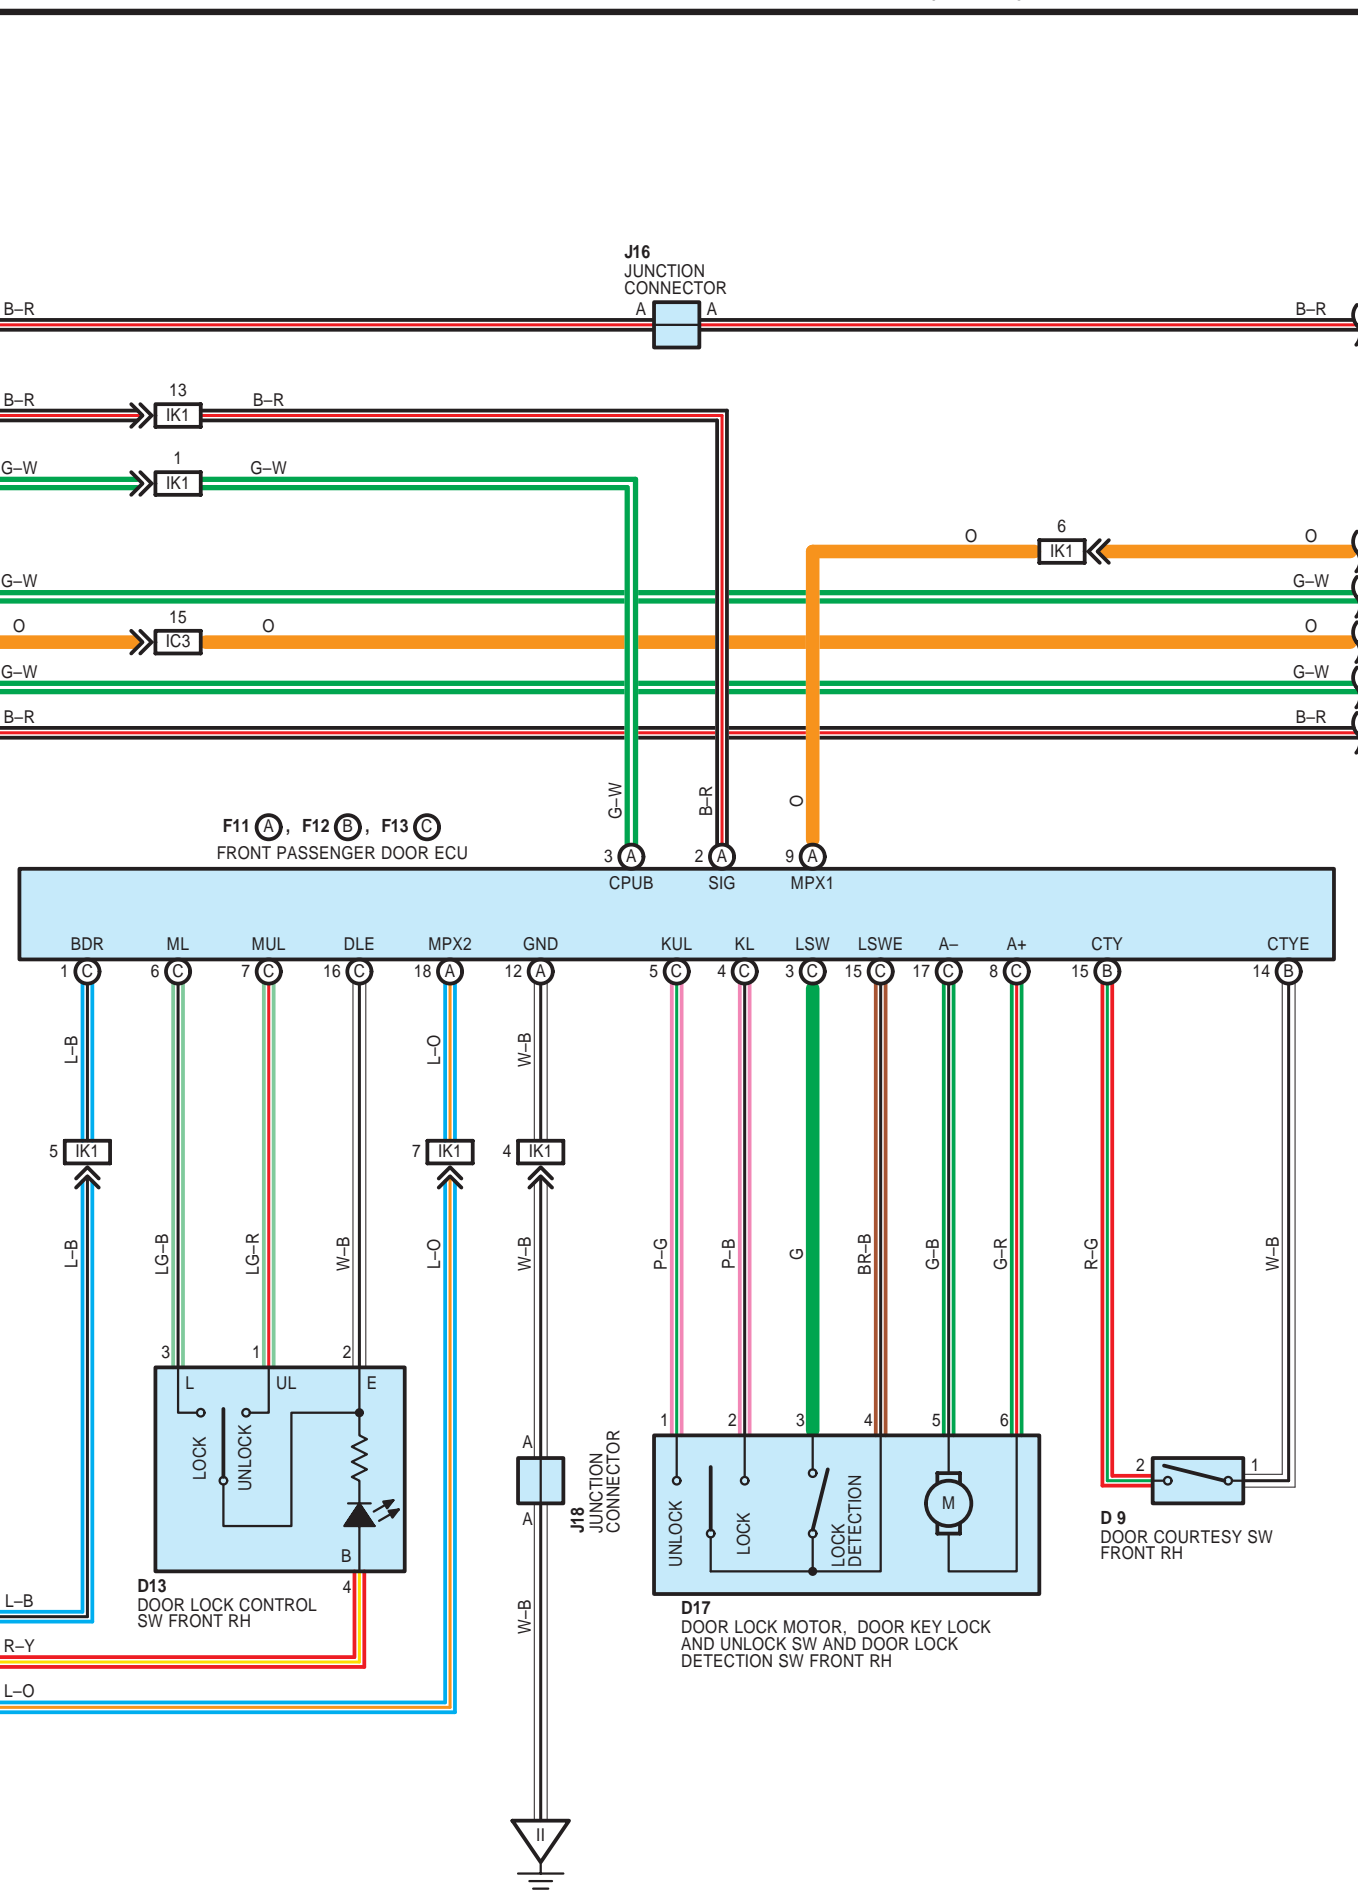 J16
JUNCTION
CONNECTOR
B–R
A
A
B–R
13
B–R
IK1
B–R
1
G–W
IK1
G–W
6
O
IK1
O
G–W
G–W
15
O
IC3
O
O
G–W
G–W
B–R
B–R
G–W
B–R
O
F11 A, F12 B, F13 C
FRONT PASSENGER DOOR ECU
3 A
2 A
9 A
CPUB
SIG
MPX1
BDR
ML
MUL
DLE
MPX2
GND
KUL
KL
LSW
LSWE
A–
A+
CTY
CTYE
1 C
6 C
7 C
16 C
18 A
12 A
5 C
4 C
3 C
15 C
17 C
8 C
15 B
14 B
L–B
L–O
W–B
5 IK1
7 IK1
4 IK1
L–B
LG–B
LG–R
W–B
L–O
W–B
P–G
P–B
G
BR–B
G–B
G–R
R–G
W–B
3
1
2
L
UL
E
LOCK
UNLOCK
B
4
D13
DOOR LOCK CONTROL
SW FRONT RH
A
A
J18
JUNCTION
CONNECTOR
W–B
II
1
2
3
4
5
6
UNLOCK
LOCK
LOCK
DETECTION
M
D17
DOOR LOCK MOTOR, DOOR KEY LOCK
AND UNLOCK SW AND DOOR LOCK
DETECTION SW FRONT RH
2
1
D 9
DOOR COURTESY SW
FRONT RH
L–B
R–Y
L–O